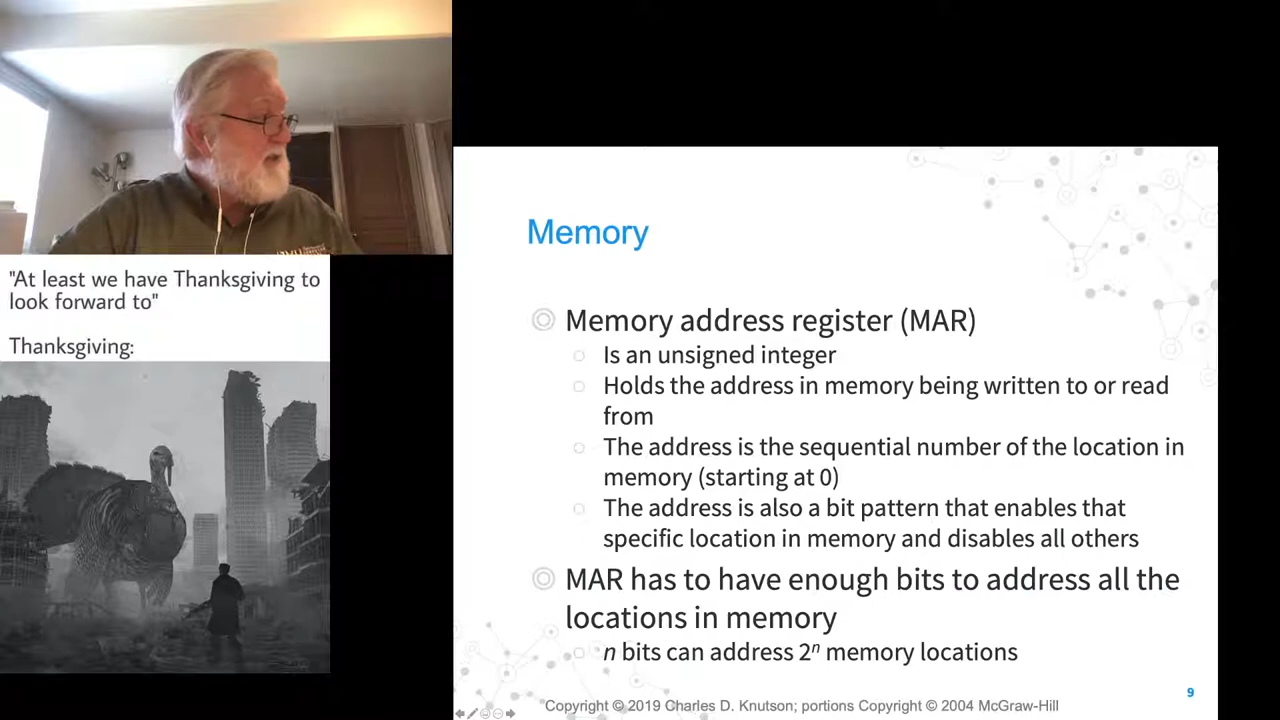 "At least we have Thanksgiving to
look forward to"
Thanksgiving:
Memory
Memory address register (MAR)
Is an unsigned integer
Holds the address in memory being written to or read
from
The address is the sequential number of the location in
memory (starting at 0)
The address is also a bit pattern that enables that
specific location in memory and disables all others
MAR has to have enough bits to address all the
locations in memory
n bits can address 2ⁿ memory locations
9
Copyright © 2019 Charles D. Knutson; portions Copyright © 2004 McGraw-Hill